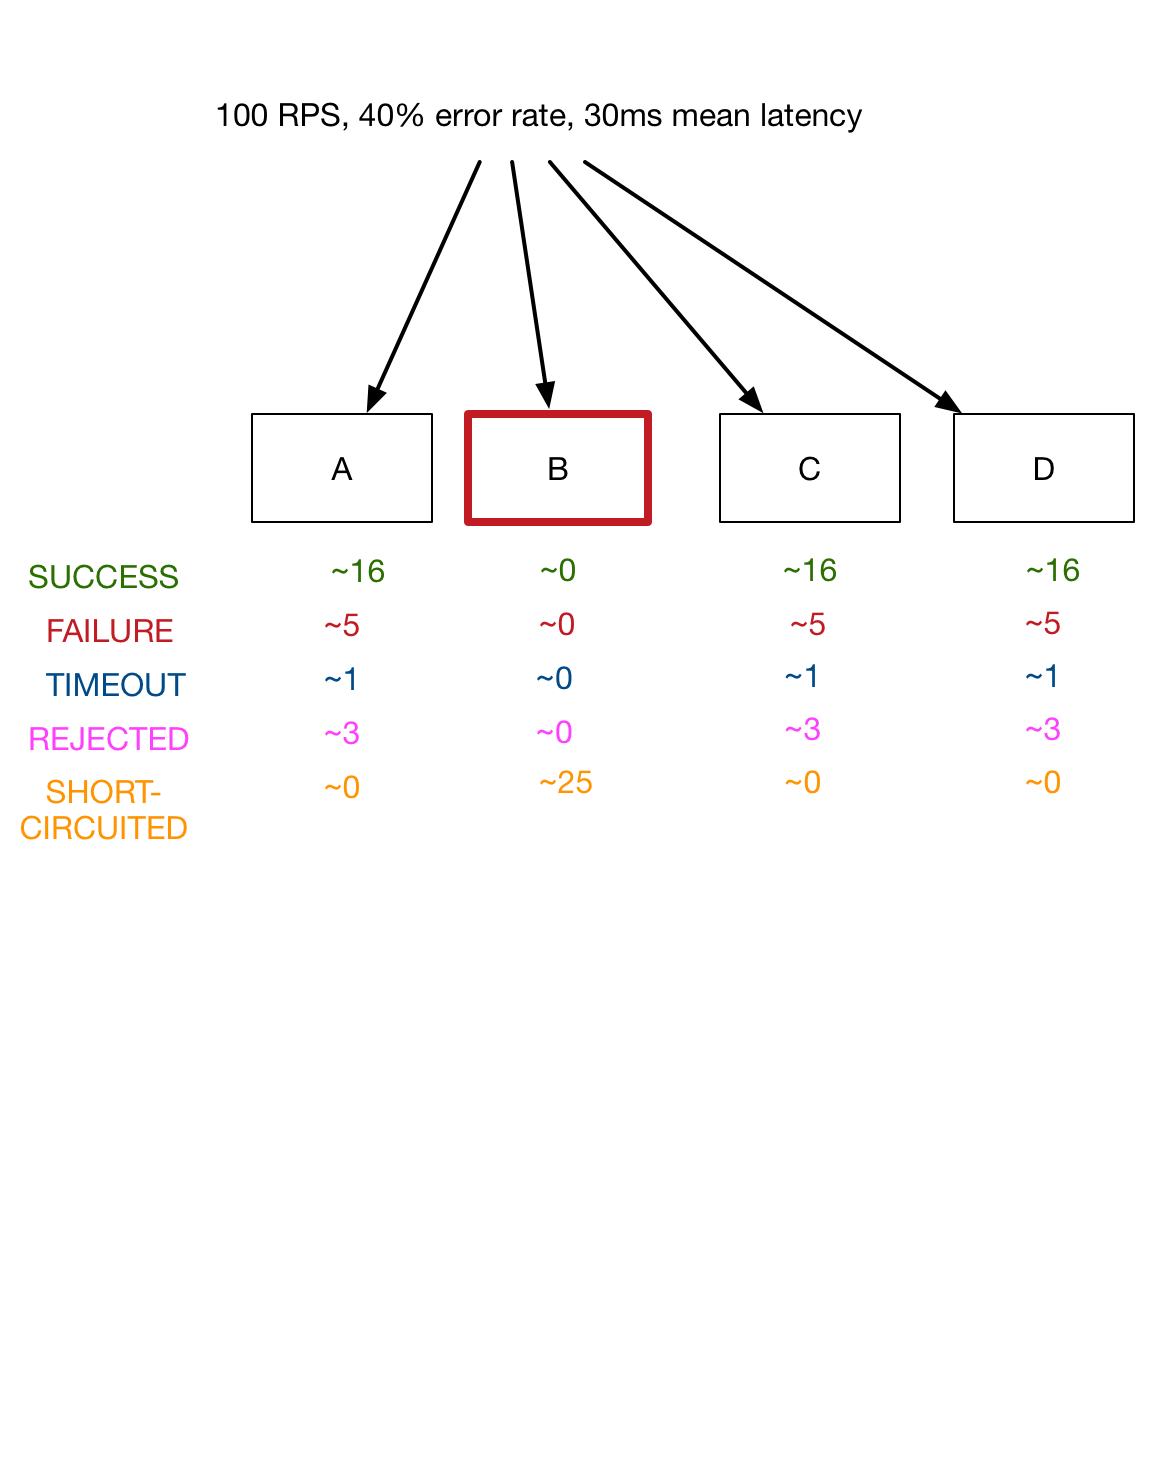 100 RPS, 40% error rate, 30ms mean latency
A B C D
SUCCESS ~16 ~0 ~16 ~16
FAILURE ~5 ~0 ~5 ~5
TIMEOUT ~1 ~0 ~1 ~1
REJECTED ~3 ~0 ~3 ~3
SHORT- ~0 ~25 ~0 ~0
CIRCUITED